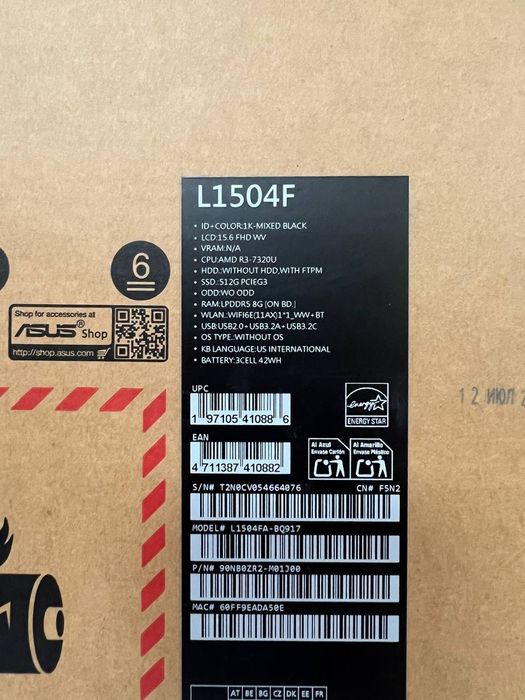 L1504F
• ID+COLOR:1K-MIXED BLACK
• LCD:15.6 FHD WV
• VRAM:N/A
• CPU:AMD R3-7320U
• HDD:WITHOUT HDD,WITH FTPM
• SSD:512G PCIEG3
• ODD:WO ODD
• RAM:LPDDR5 8G [ON BD.]
• WLAN:WIFI6E(11AX)1*1_WW+BT
• USB:USB2.0+USB3.2A+USB3.2C
• OS TYPE:WITHOUT OS
• KB LANGUAGE:US INTERNATIONAL
• BATTERY:3CELL 42WH
6
Shop for accessories at
ASUS® Shop
http://shop.asus.com
UPC
1 97105 41088 6
energy
ENERGY STAR
EAN
4 711387 410882
Al Azul
Envase Cartón
Al Amarillo
Envase Plástico
S/N# T2N0CV054664076 CN# F5N2
MODEL# L1504FA-BQ917
P/N# 90NB0ZR2-M01J00
MAC# 60FF9EADA50E
AT BE BG CZ DK EE FR
1 2 ИЮЛ 2